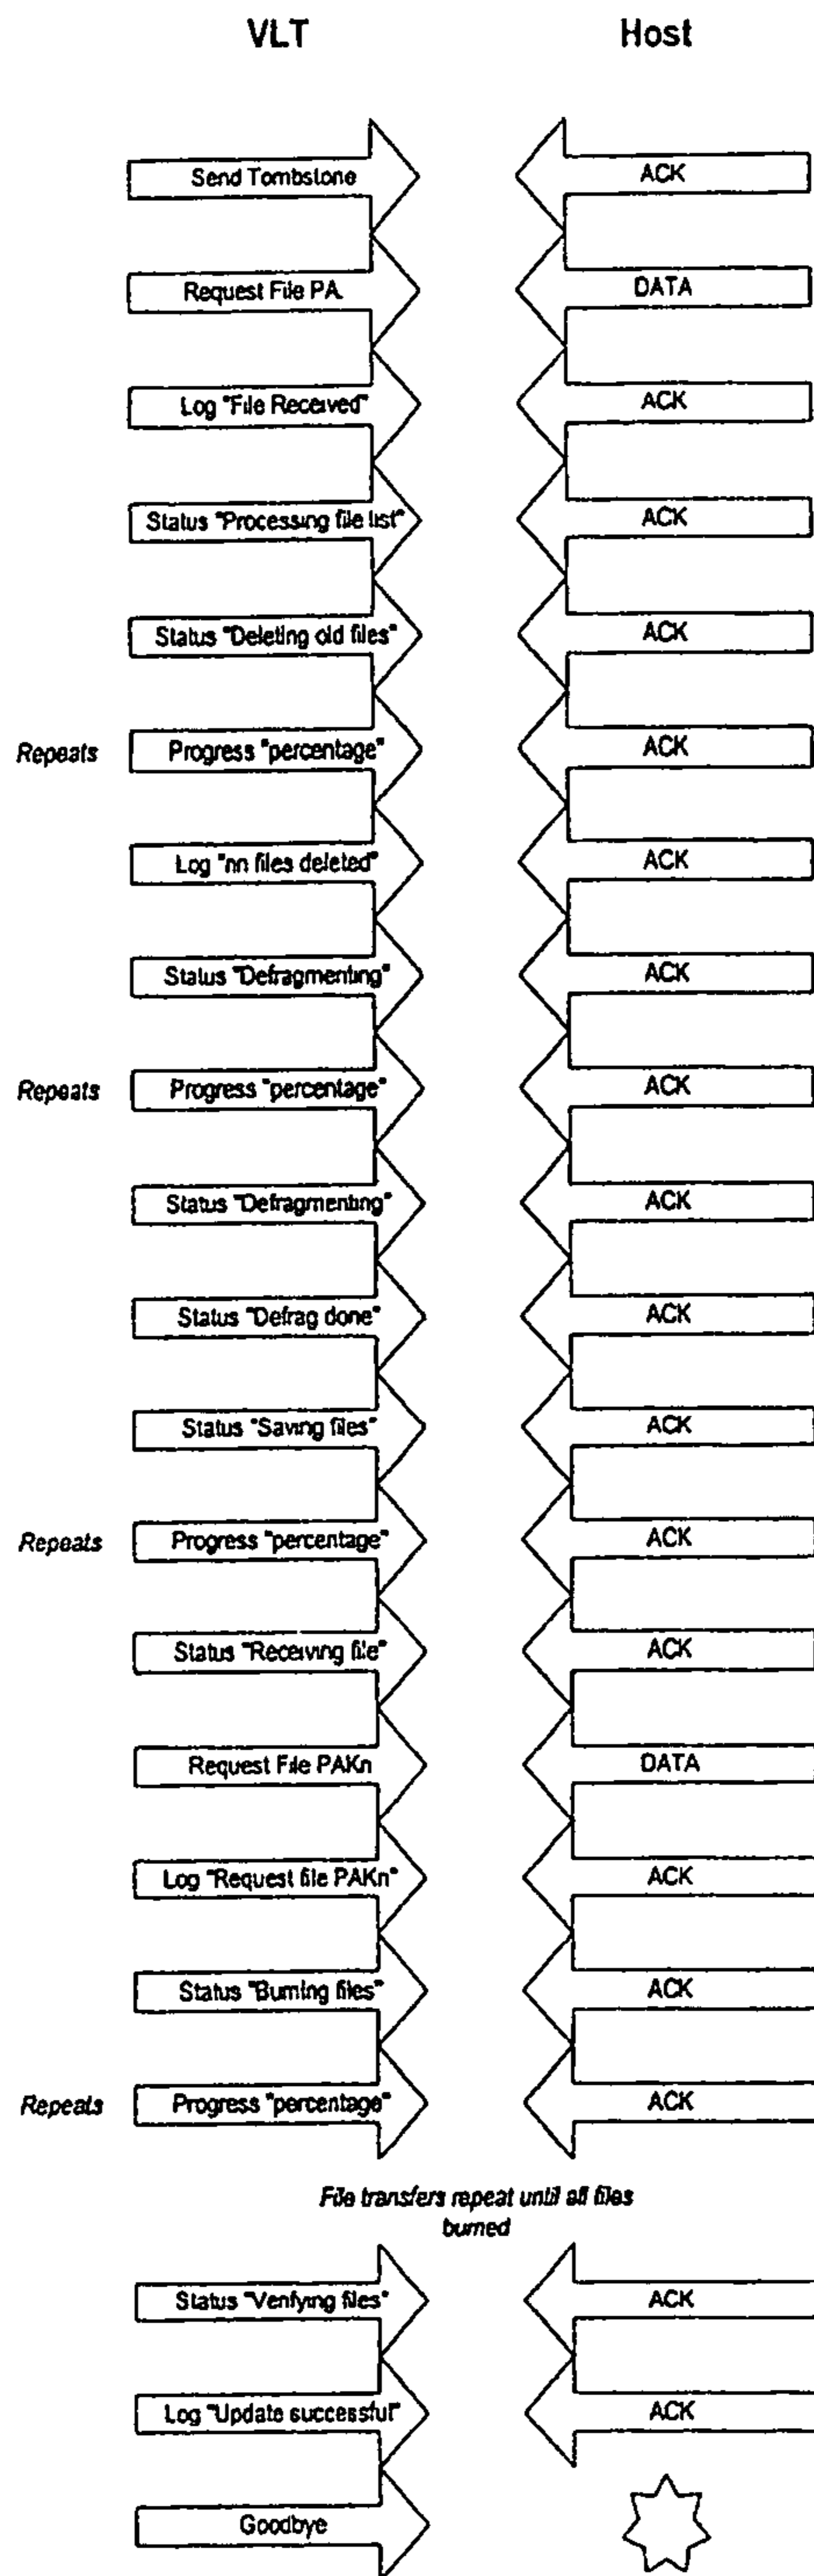 VLT Host
Send Tombstone ACK
Request File PA. DATA
Log "File Received" ACK
Status "Processing file list" ACK
Status "Deleting old files" ACK
Repeats Progress "percentage" ACK
Log "nn files deleted" ACK
Status "Defragmenting" ACK
Repeats Progress "percentage" ACK
Status "Defragmenting" ACK
Status "Defrag done" ACK
Status "Saving files" ACK
Repeats Progress "percentage" ACK
Status "Receiving file" ACK
Request File PAKn DATA
Log "Request file PAKn" ACK
Status "Burning files" ACK
Repeats Progress "percentage" ACK
File transfers repeat until all files
burned
Status "Verifying files" ACK
Log "Update successful" ACK
Goodbye